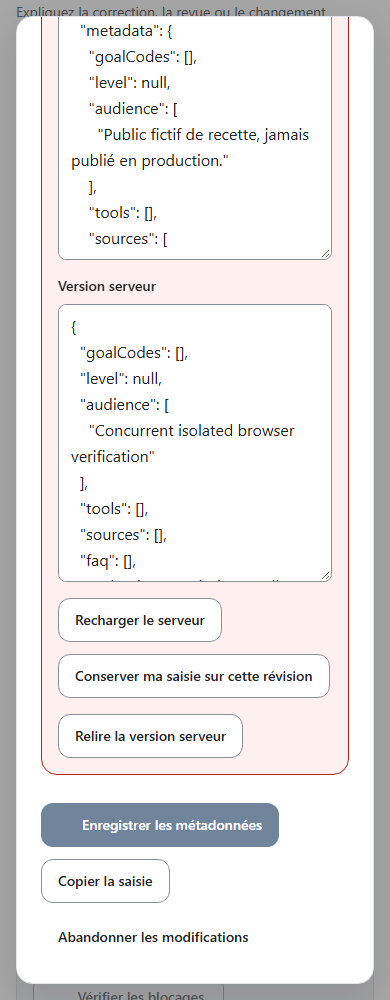 Expliquez la correction, la revue ou le changement
"metadata": {
"goalCodes": [],
"level": null,
"audience": [
"Public fictif de recette, jamais
publié en production."
],
"tools": [],
"sources": [
Version serveur
{
"goalCodes": [],
"level": null,
"audience": [
"Concurrent isolated browser
verification"
],
"tools": [],
"sources": [],
"faq": [],
Recharger le serveur
Conserver ma saisie sur cette révision
Relire la version serveur
Enregistrer les métadonnées
Copier la saisie
Abandonner les modifications
Vérifier les blocages